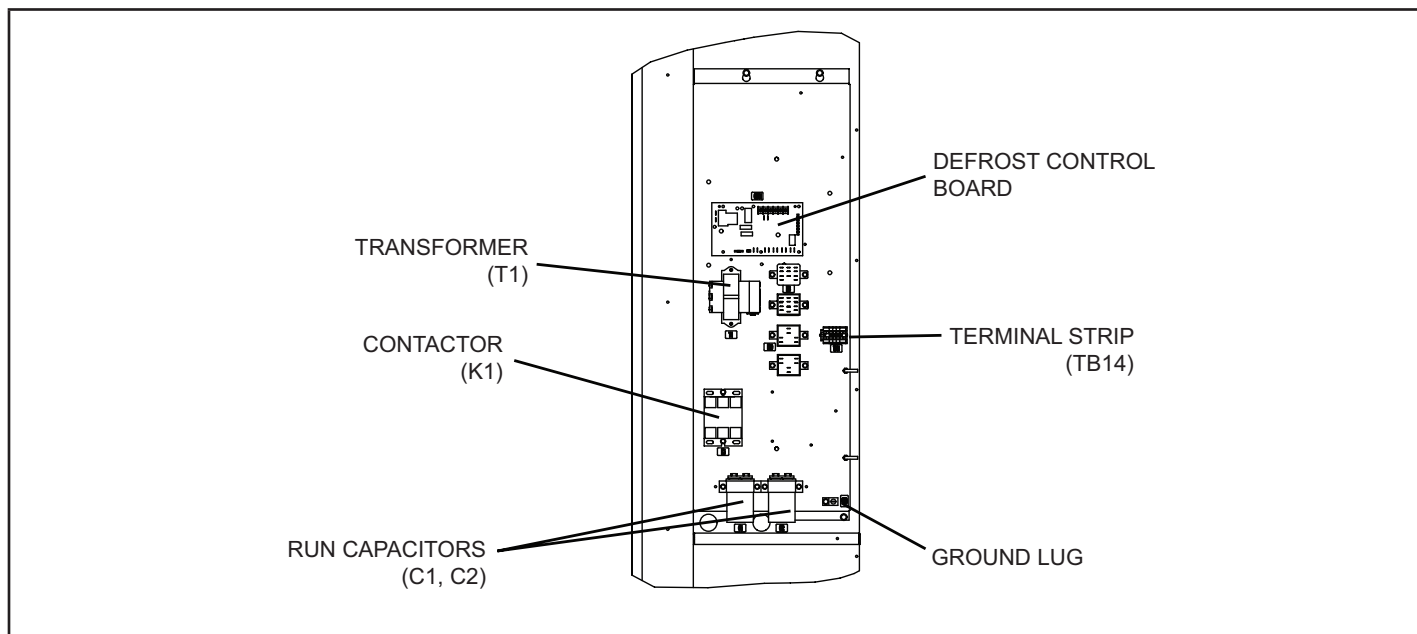 DEFROST CONTROL
BOARD
TRANSFORMER
(T1)
CONTACTOR
(K1)
TERMINAL STRIP
(TB14)
RUN CAPACITORS
(C1, C2)
GROUND LUG